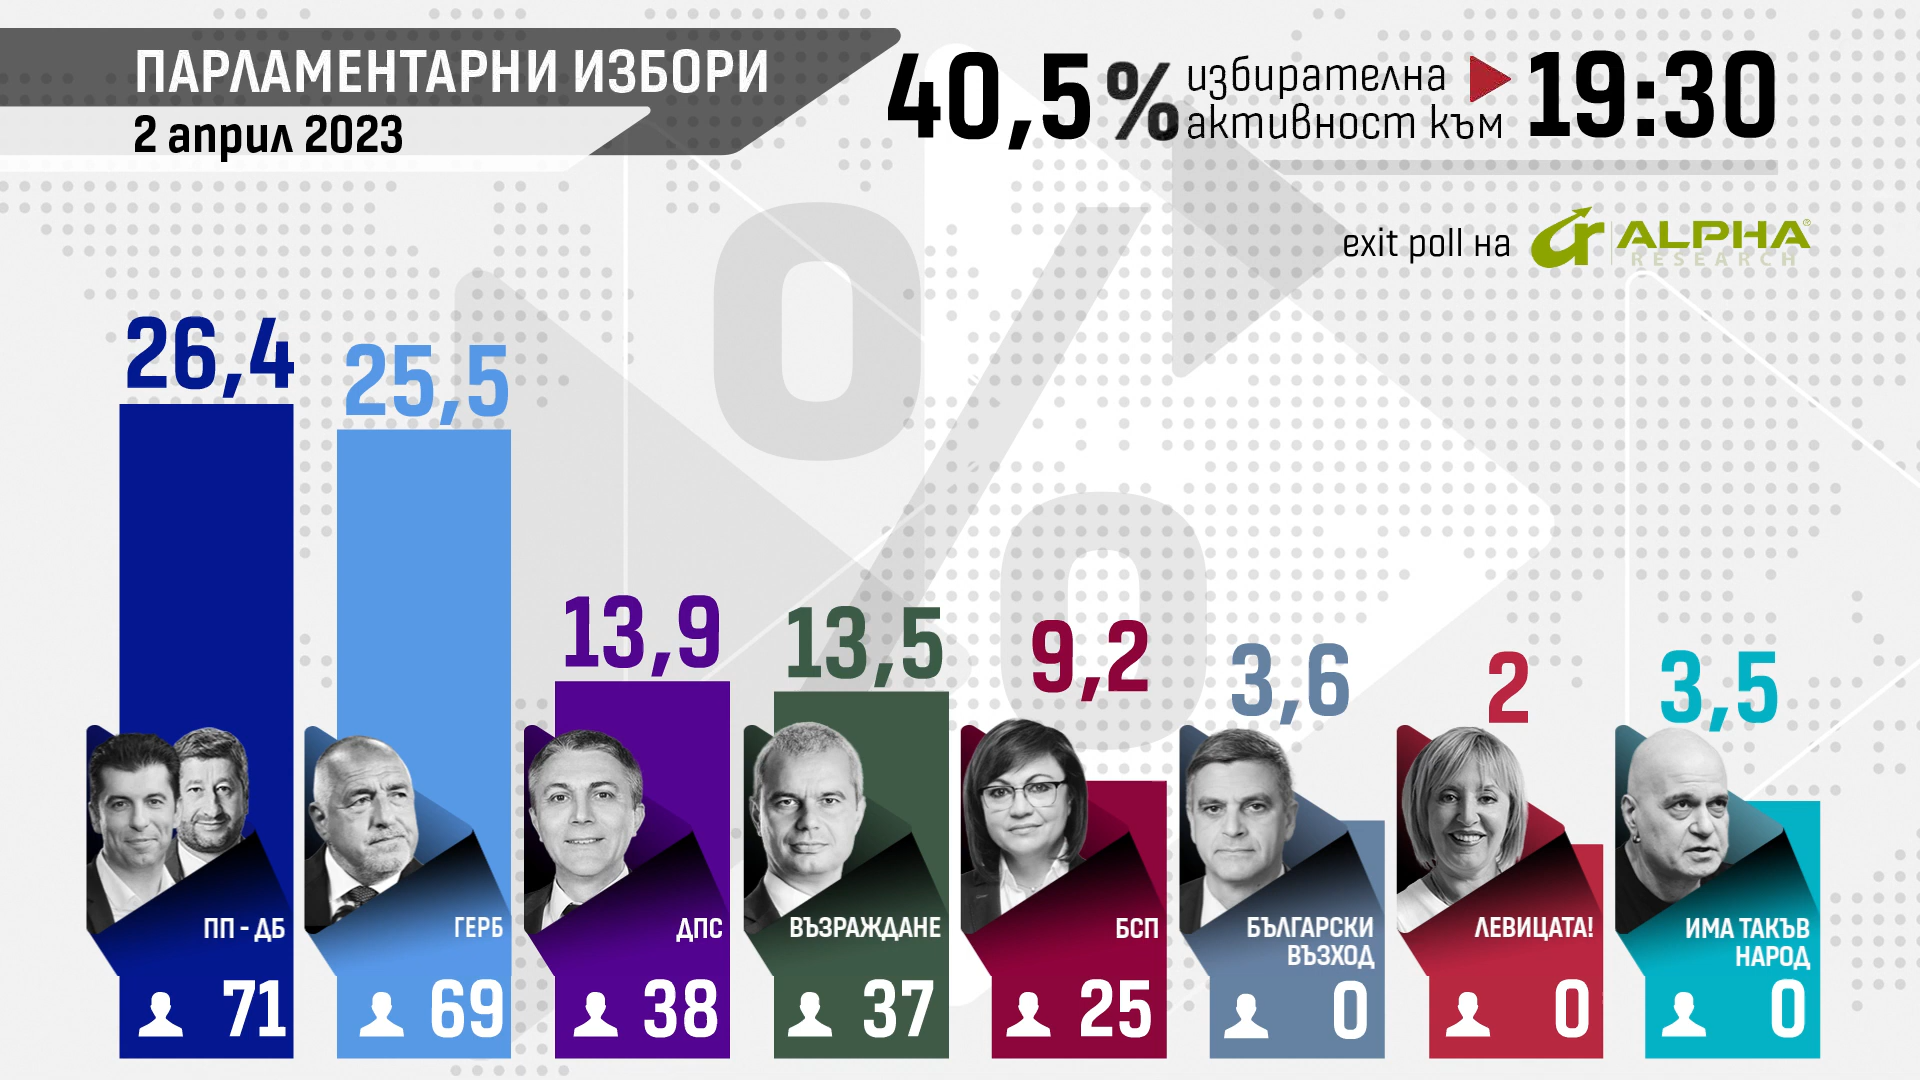 ПАРЛАМЕНТАРНИ ИЗБОРИ
2 април 2023
40,5% избирателна
активност към 19:30
exit poll на ar ALPHA®
RESEARCH
26,4
25,5
13,9
13,5
9,2
3,6
2
3,5
ПП - ДБ
ГЕРБ
ДПС
ВЪЗРАЖДАНЕ
БСП
БЪЛГАРСКИ
ВЪЗХОД
ЛЕВИЦАТА!
ИМА ТАКЪВ
НАРОД
71
69
38
37
25
0
0
0